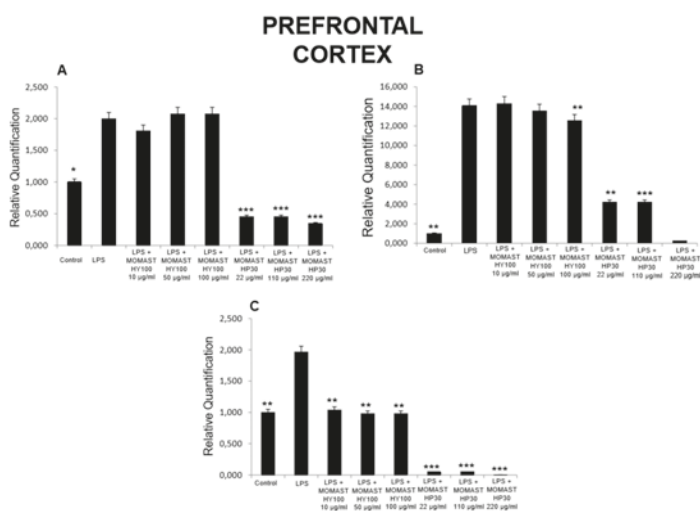 PREFRONTAL
CORTEX
A
Relative Quantification
2,500
2,000
1,500
1,000
0,500
0,000
*
***
***
***
Control
LPS
LPS +
MOMAST
HY100
10 µg/ml
LPS +
MOMAST
HY100
50 µg/ml
LPS +
MOMAST
HY100
100 µg/ml
LPS +
MOMAST
HP30
22 µg/ml
LPS +
MOMAST
HP30
110 µg/ml
LPS +
MOMAST
HP30
220 µg/ml
B
Relative Quantification
16,000
14,000
12,000
10,000
8,000
6,000
4,000
2,000
0,000
**
**
**
***
Control
LPS
LPS +
MOMAST
HY100
10 µg/ml
LPS +
MOMAST
HY100
50 µg/ml
LPS +
MOMAST
HY100
100 µg/ml
LPS +
MOMAST
HP30
22 µg/ml
LPS +
MOMAST
HP30
110 µg/ml
LPS +
MOMAST
HP30
220 µg/ml
C
Relative Quantification
2,500
2,000
1,500
1,000
0,500
0,000
**
**
**
**
***
***
***
Control
LPS
LPS +
MOMAST
HY100
10 µg/ml
LPS +
MOMAST
HY100
50 µg/ml
LPS +
MOMAST
HY100
100 µg/ml
LPS +
MOMAST
HP30
22 µg/ml
LPS +
MOMAST
HP30
110 µg/ml
LPS +
MOMAST
HP30
220 µg/ml